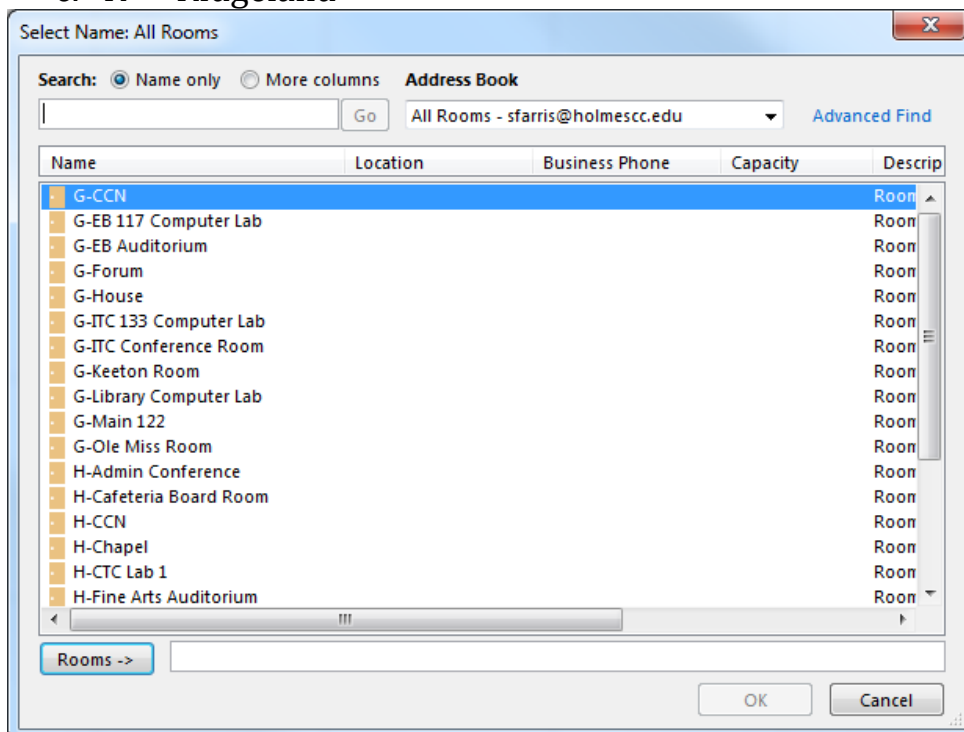 Select Name: All Rooms
Search: Name only More columns Address Book
Go All Rooms - sfarris@holmescc.edu Advanced Find
Name Location Business Phone Capacity Descrip
G-CCN Room
G-EB 117 Computer Lab Room
G-EB Auditorium Room
G-Forum Room
G-House Room
G-ITC 133 Computer Lab Room
G-ITC Conference Room Room
G-Keeton Room Room
G-Library Computer Lab Room
G-Main 122 Room
G-Ole Miss Room Room
H-Admin Conference Room
H-Cafeteria Board Room Room
H-CCN Room
H-Chapel Room
H-CTC Lab 1 Room
H-Fine Arts Auditorium Room
Rooms ->
OK Cancel